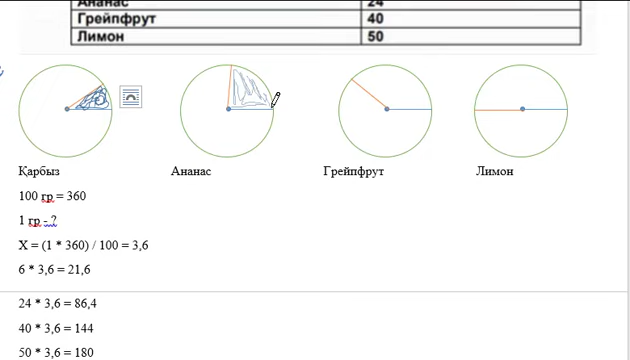 Ананас 24
Грейпфрут 40
Лимон 50
Қарбыз Ананас Грейпфрут Лимон
100 гр = 360
1 гр - ?
X = (1 * 360) / 100 = 3,6
6 * 3,6 = 21,6
24 * 3,6 = 86,4
40 * 3,6 = 144
50 * 3,6 = 180